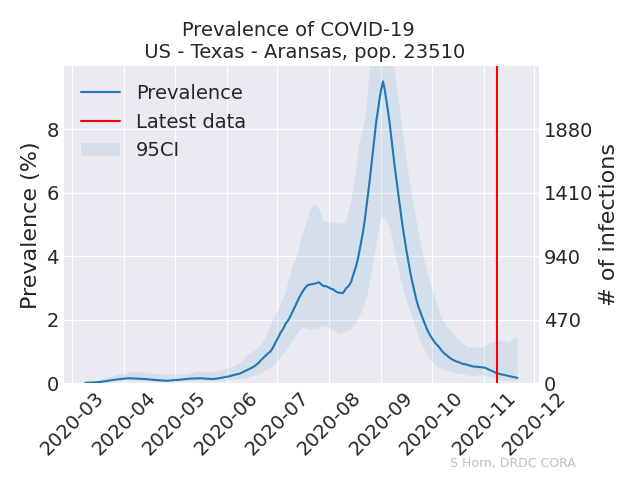 Prevalence of COVID-19
US - Texas - Aransas, pop. 23510
Prevalence
Latest data
95CI
Prevalence (%)
0
2
4
6
8
0
470
940
1410
1880
# of infections
2020-03
2020-04
2020-05
2020-06
2020-07
2020-08
2020-09
2020-10
2020-11
2020-12
S Horn, DRDC CORA